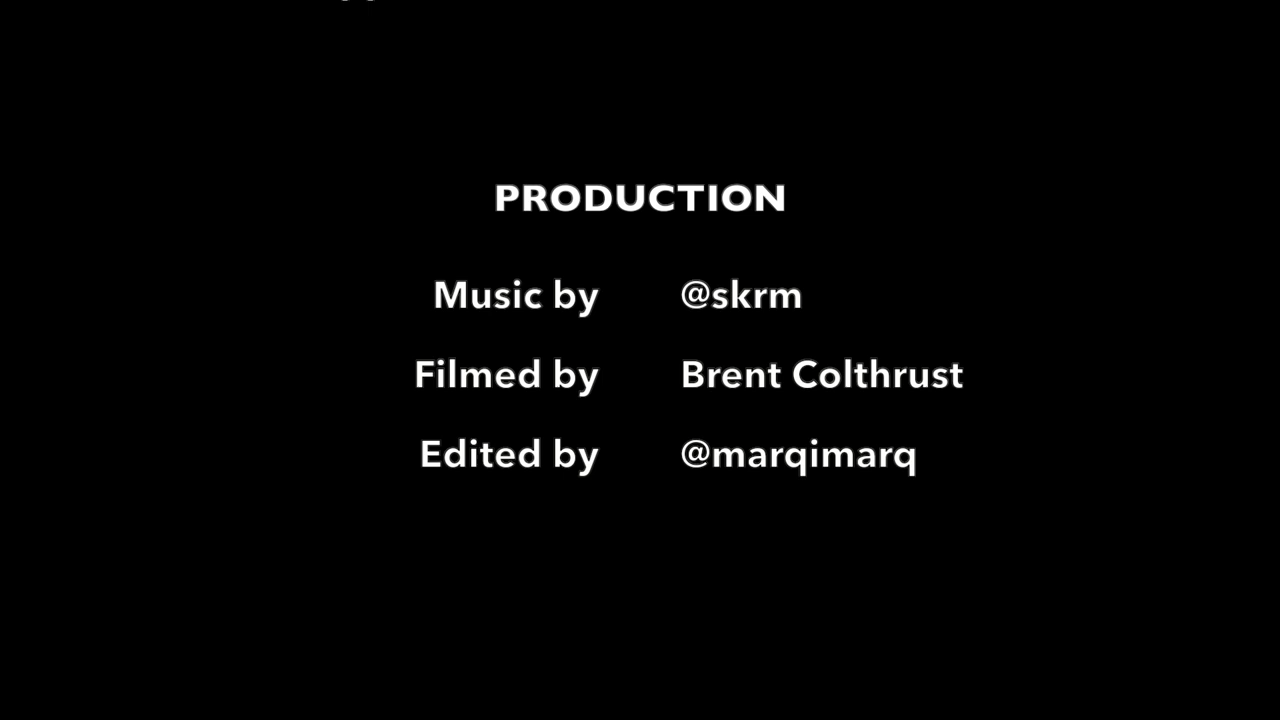 PRODUCTION
Music by @skrm
Filmed by Brent Colthrust
Edited by @marqimarq